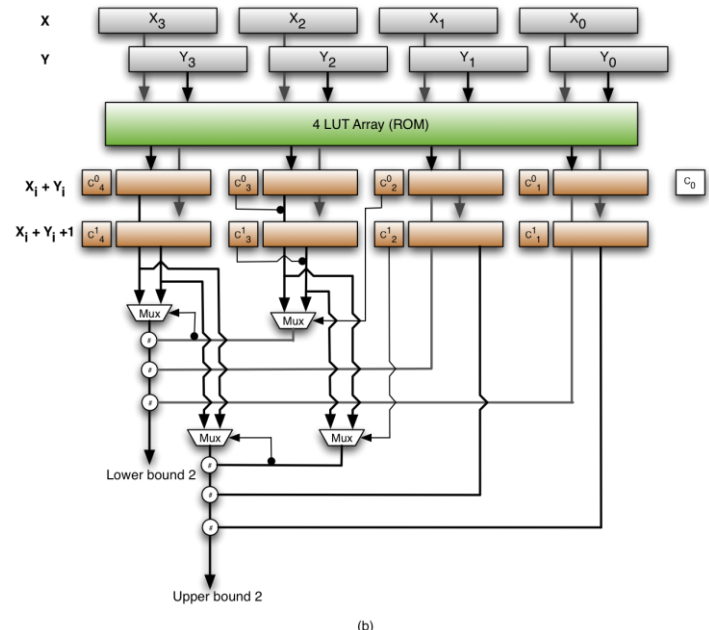 X X₃ X₂ X₁ X₀
Y Y₃ Y₂ Y₁ Y₀
4 LUT Array (ROM)
Xᵢ + Yᵢ C⁰₄ C⁰₃ C⁰₂ C⁰₁ C₀
Xᵢ + Yᵢ +1 C¹₄ C¹₃ C¹₂ C¹₁
Mux Mux
#
#
#
Mux Mux
#
Lower bound 2
#
#
Upper bound 2
(b)